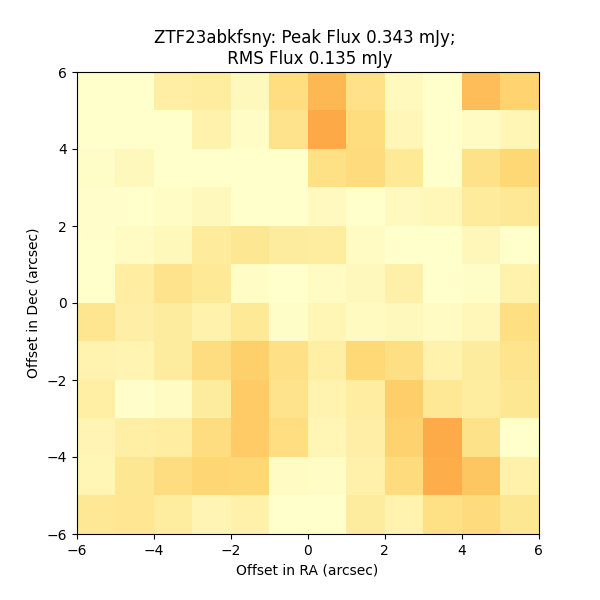 ZTF23abkfsny: Peak Flux 0.343 mJy;
RMS Flux 0.135 mJy
6
4
2
0
−2
−4
−6
Offset in Dec (arcsec)
−6 −4 −2 0 2 4 6
Offset in RA (arcsec)